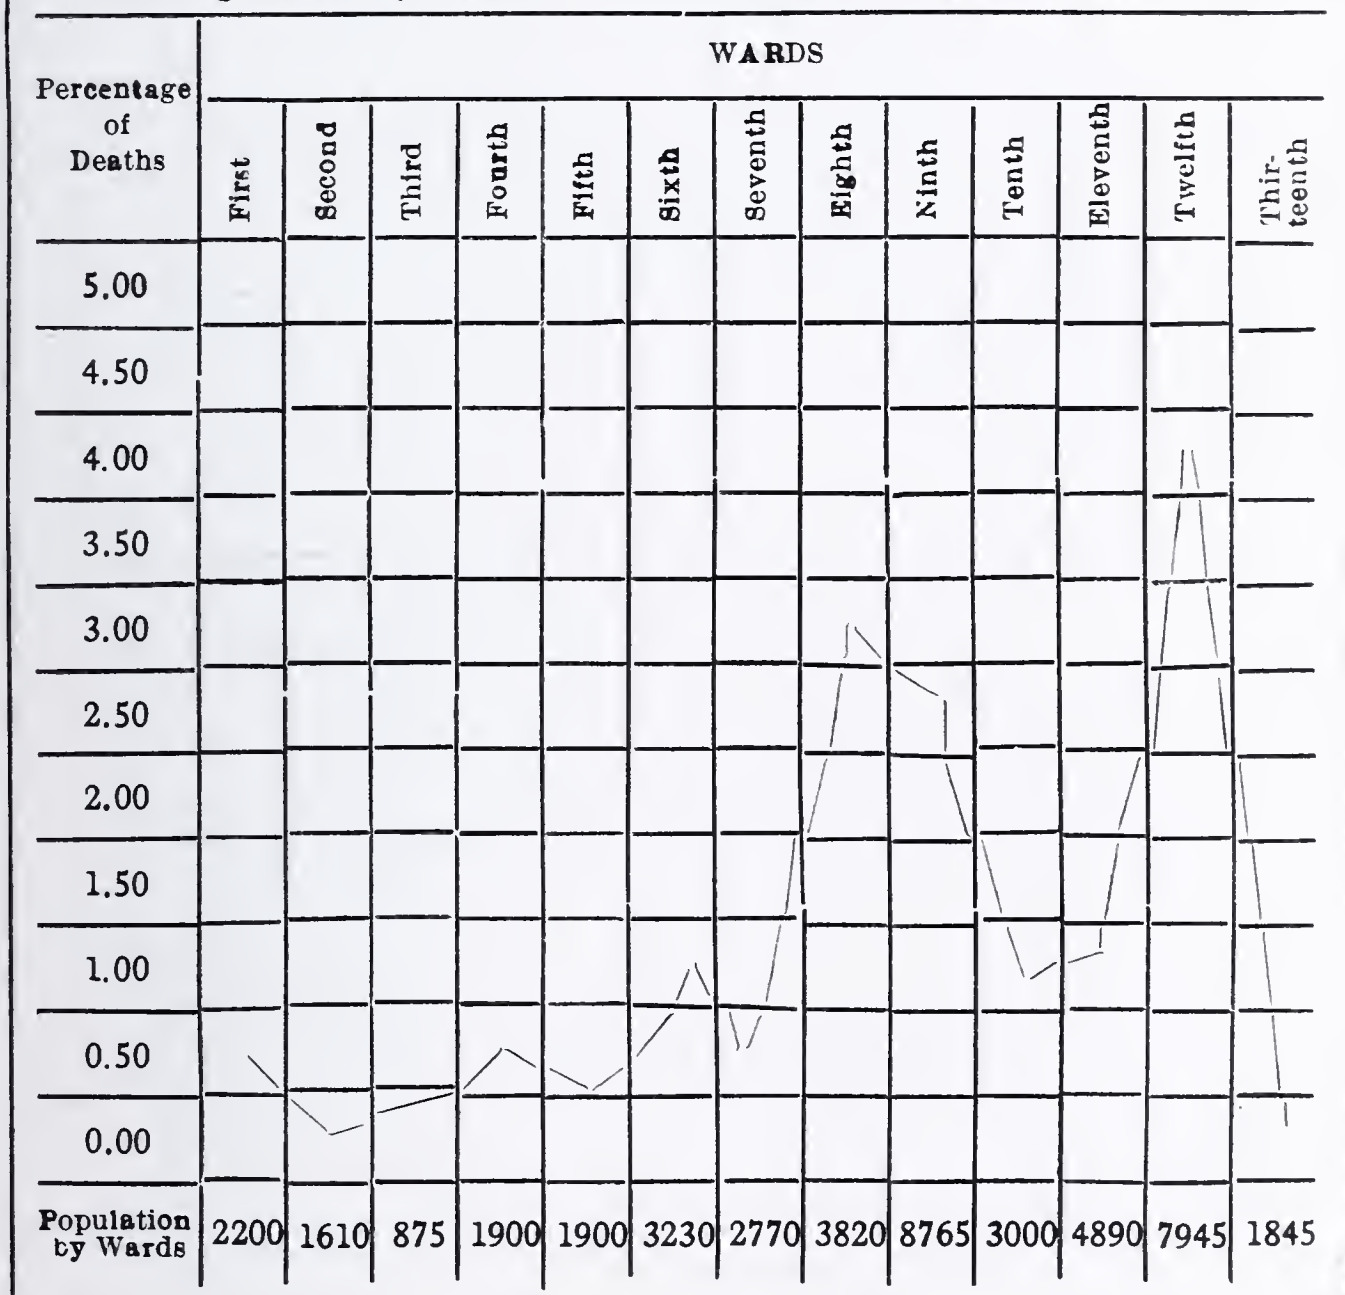 WARDS
Percentage
of
Deaths
First
Second
Third
Fourth
Fifth
Sixth
Seventh
Eighth
Ninth
Tenth
Eleventh
Twelfth
Thir-
teenth
5.00
4.50
4.00
3.50
3.00
2.50
2.00
1.50
1.00
0.50
0.00
Population
by Wards
2200 1610 875 1900 1900 3230 2770 3820 8765 3000 4890 7945 1845